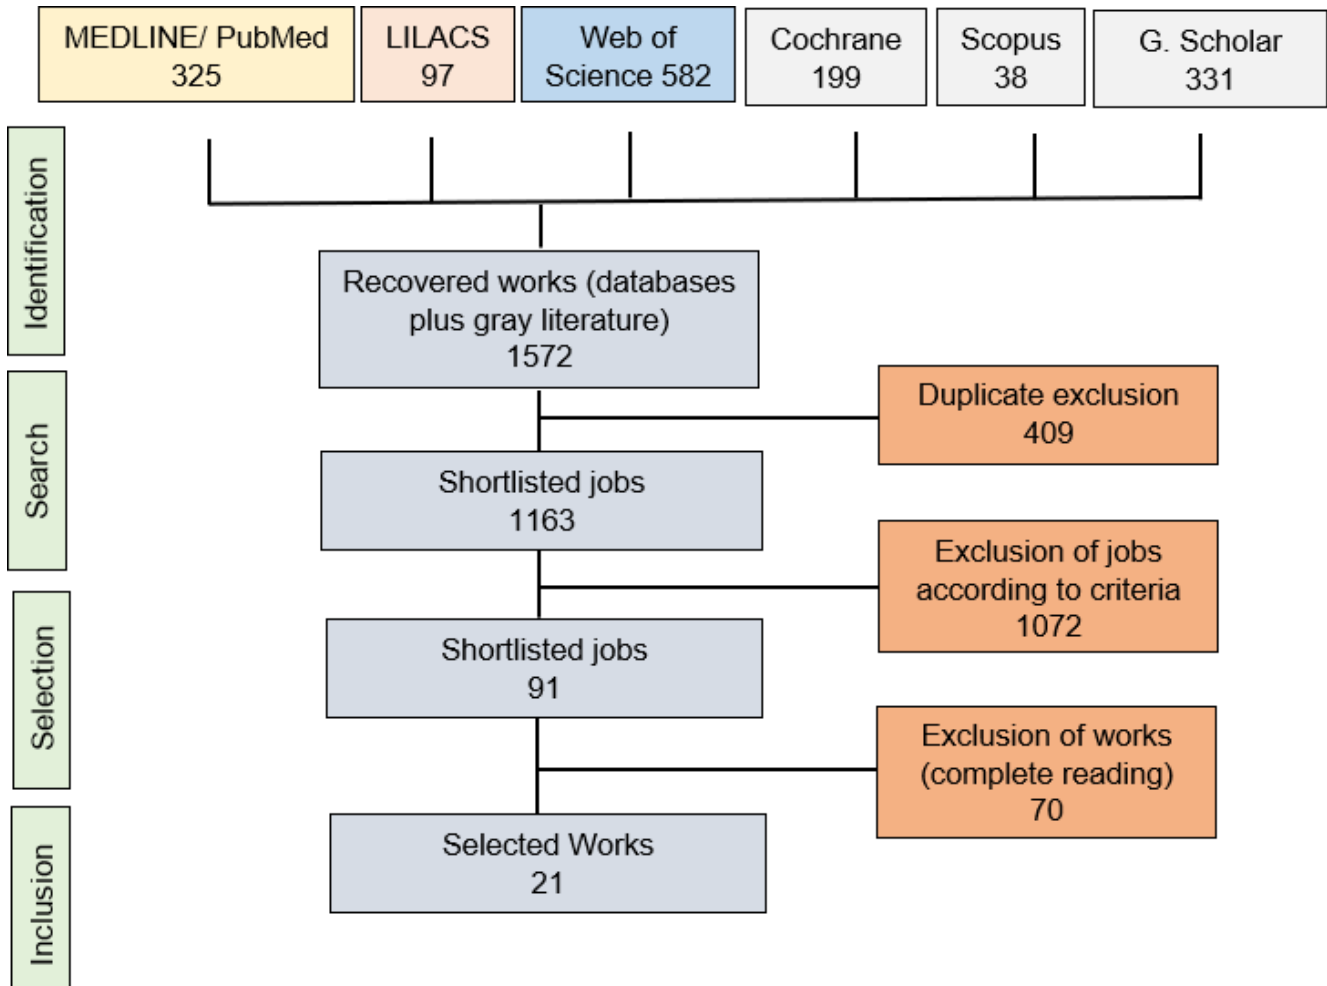 MEDLINE/ PubMed
325
LILACS
97
Web of
Science 582
Cochrane
199
Scopus
38
G. Scholar
331
Identification
Recovered works (databases
plus gray literature)
1572
Search
Duplicate exclusion
409
Shortlisted jobs
1163
Exclusion of jobs
according to criteria
1072
Selection
Shortlisted jobs
91
Exclusion of works
(complete reading)
70
Inclusion
Selected Works
21